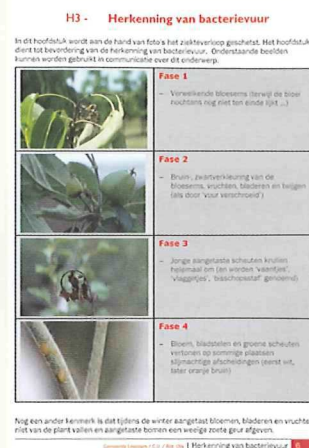 H3 - Herkenning van bacterievuur
In dit hoofdstuk wordt aan de hand van foto's het ziekteverloop geschetst. Het hoofdstuk
dient tot bevordering van de herkenning van bacterievuur. Onderstaande beelden
kunnen worden gebruikt in communicatie over dit onderwerp.
Fase 1
- Verwelkende bloesems (terwijl de bloei
nochtans nog niet ten einde lijkt ...)
Fase 2
- Bruin-, zwartverkleuring van de
bloesems, vruchten, bladeren en twijgen
(als door 'vuur verschroeid')
Fase 3
- Jonge aangetaste scheuten krullen
helemaal om (en worden 'vaantjes',
'vlaggetjes', 'bisschopsstaf' genoemd)
Fase 4
- Bloem, bladstelen en groene scheuten
vertonen op sommige plaatsen
slijmachtige afscheidingen (eerst wit,
later oranje bruin)
Nog een ander kenmerk is dat tijdens de winter aangetast bloemen, bladeren en vruchte
niet van de plant vallen en aangetaste bomen een weeïge zoete geur afgeven.
| Herkenning van bacterievuur 6